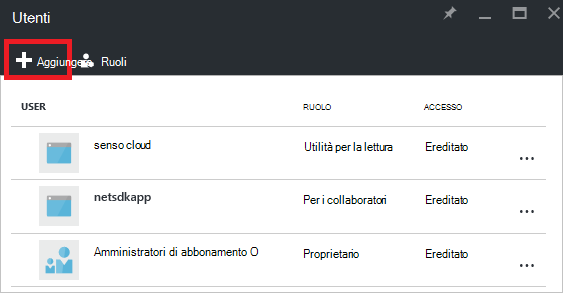 Utenti
Aggiungere Ruoli
USER RUOLO ACCESSO
senso cloud Utilità per la lettura Ereditato ...
netsdkapp Per i collaboratori Ereditato ...
Amministratori di abbonamento O Proprietario Ereditato ...